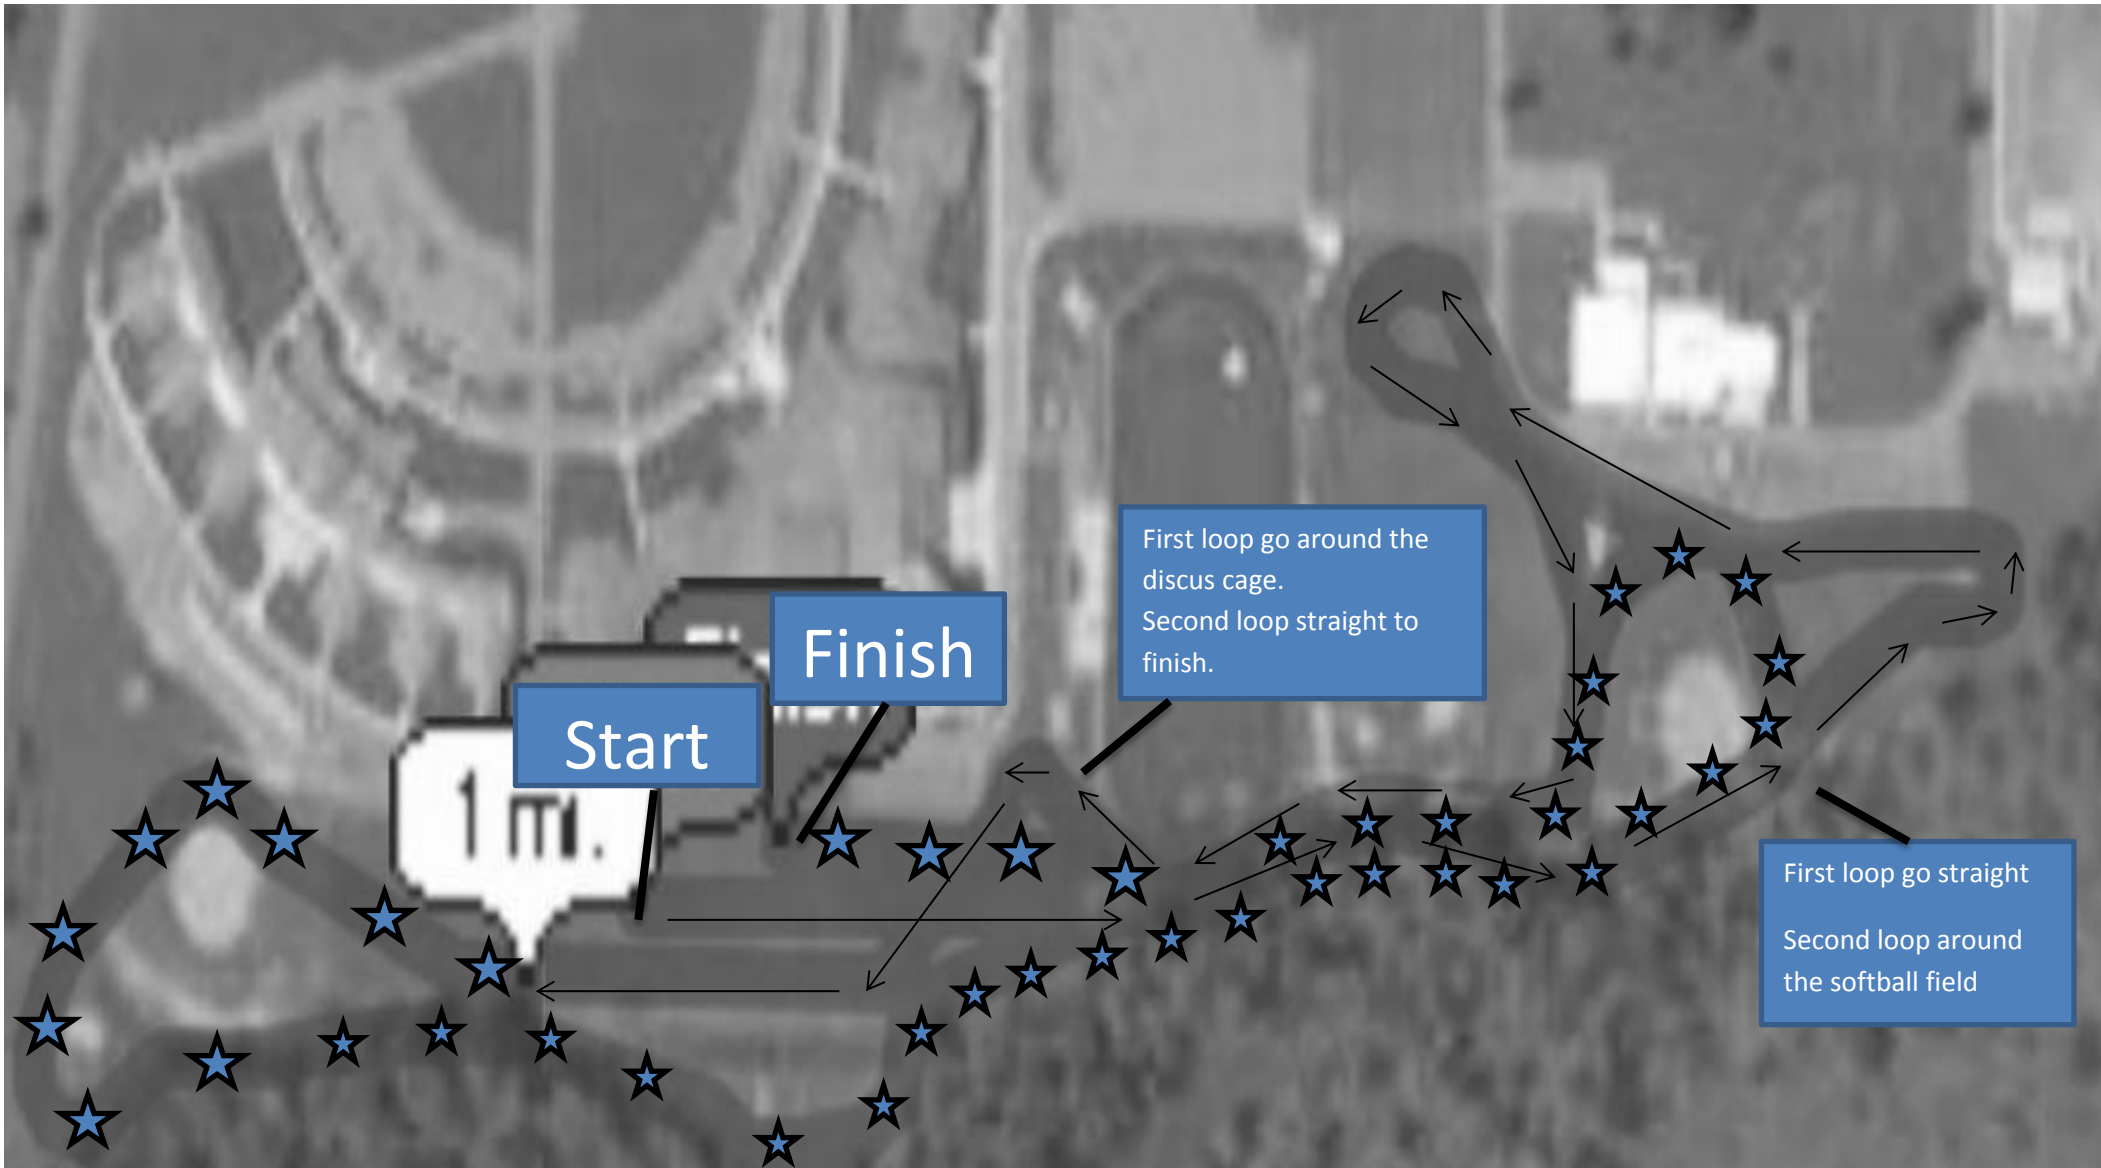 First loop go around the
discus cage.
Second loop straight to
finish.
Finish
Start
1 mi.
First loop go straight
Second loop around
the softball field